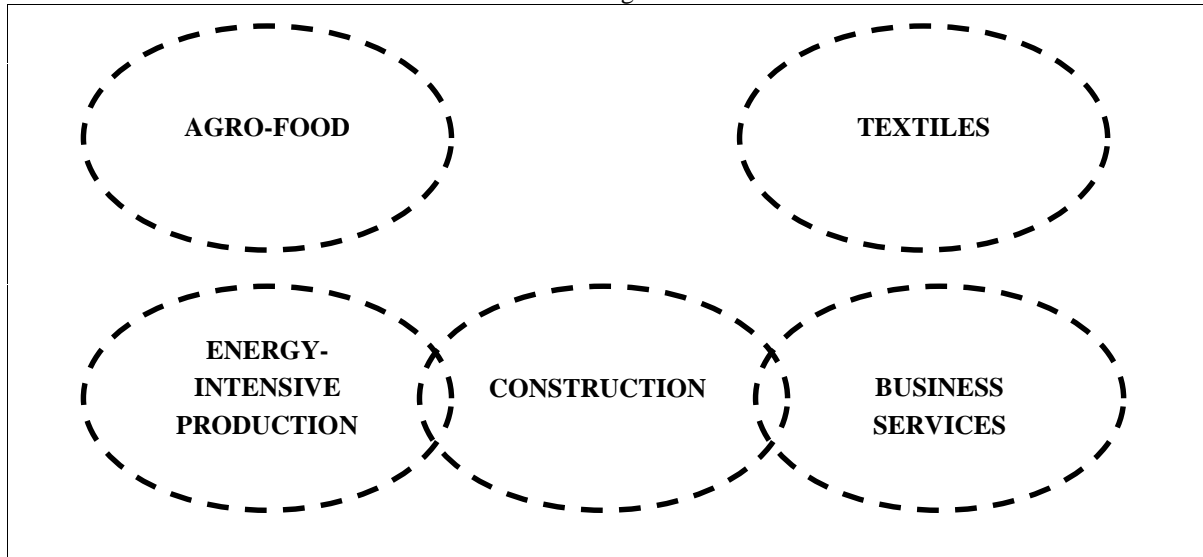 AGRO-FOOD
TEXTILES
ENERGY-
INTENSIVE
PRODUCTION
CONSTRUCTION
BUSINESS
SERVICES